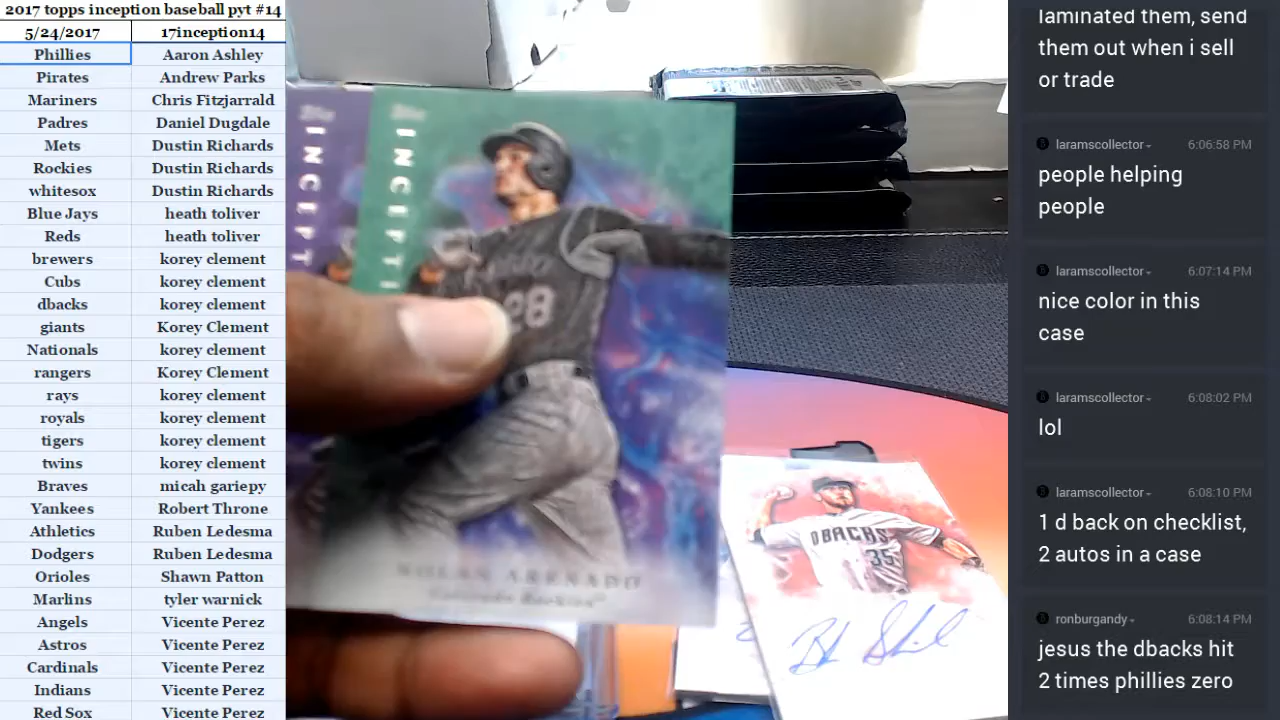 2017 topps inception baseball pyt #14
5/24/2017 17inception14
Phillies Aaron Ashley
Pirates Andrew Parks
Mariners Chris Fitzjarrald
Padres Daniel Dugdale
Mets Dustin Richards
Rockies Dustin Richards
whitesox Dustin Richards
Blue Jays heath toliver
Reds heath toliver
brewers korey clement
Cubs korey clement
dbacks korey clement
giants Korey Clement
Nationals korey clement
rangers Korey Clement
rays korey clement
royals korey clement
tigers korey clement
twins korey clement
Braves micah gariepy
Yankees Robert Throne
Athletics Ruben Ledesma
Dodgers Ruben Ledesma
Orioles Shawn Patton
Marlins tyler warnick
Angels Vicente Perez
Astros Vicente Perez
Cardinals Vicente Perez
Indians Vicente Perez
Red Sox Vicente Perez
INCEPT
INCEPTI
28
NOLAN ARENADO
Colorado Rockies
DBACKS
35
laminated them, send
them out when i sell
or trade
laramscollector 6:06:58 PM
people helping
people
laramscollector 6:07:14 PM
nice color in this
case
laramscollector 6:08:02 PM
lol
laramscollector 6:08:10 PM
1 d back on checklist,
2 autos in a case
ronburgandy 6:08:14 PM
jesus the dbacks hit
2 times phillies zero